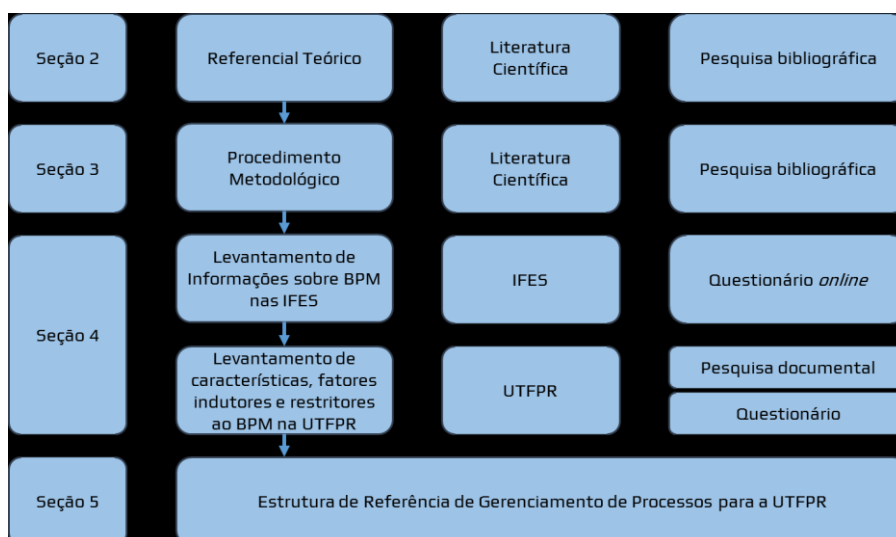 Seção 2
Referencial Teórico
Literatura
Científica
Pesquisa bibliográfica
Seção 3
Procedimento
Metodológico
Literatura
Científica
Pesquisa bibliográfica
Seção 4
Levantamento de
Informações sobre BPM
nas IFES
IFES
Questionário online
Levantamento de
características, fatores
indutores e restritores
ao BPM na UTFPR
UTFPR
Pesquisa documental
Questionário
Seção 5
Estrutura de Referência de Gerenciamento de Processos para a UTFPR